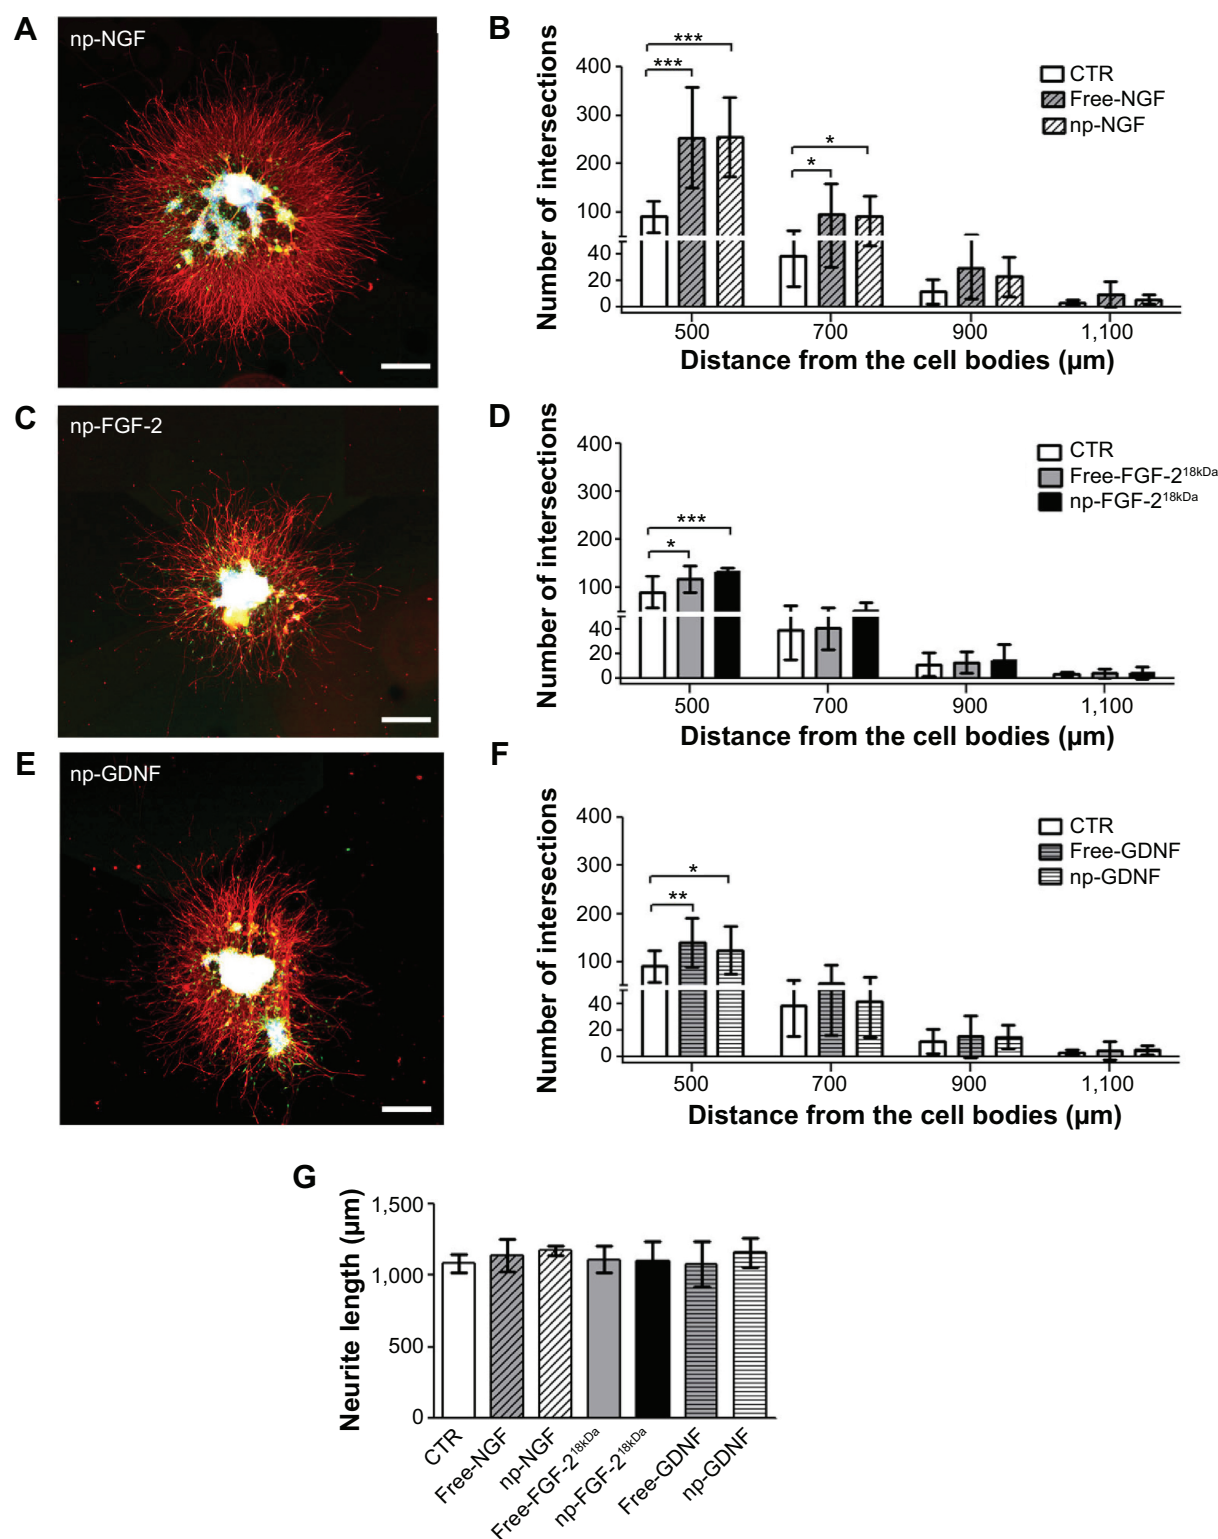 A
np-NGF
B
Number of intersections
400
300
200
100
40
20
0
***
***
*
*
CTR
Free-NGF
np-NGF
500 700 900 1,100
Distance from the cell bodies (µm)
C
np-FGF-2
D
Number of intersections
400
300
200
100
40
20
0
***
*
CTR
Free-FGF-2¹⁸ᵏᴰᵃ
np-FGF-2¹⁸ᵏᴰᵃ
500 700 900 1,100
Distance from the cell bodies (µm)
E
np-GDNF
F
Number of intersections
400
300
200
100
40
20
0
*
**
CTR
Free-GDNF
np-GDNF
500 700 900 1,100
Distance from the cell bodies (µm)
G
Neurite length (µm)
1,500
1,000
500
0
CTR
Free-NGF
np-NGF
Free-FGF-2¹⁸ᵏᴰᵃ
np-FGF-2¹⁸ᵏᴰᵃ
Free-GDNF
np-GDNF